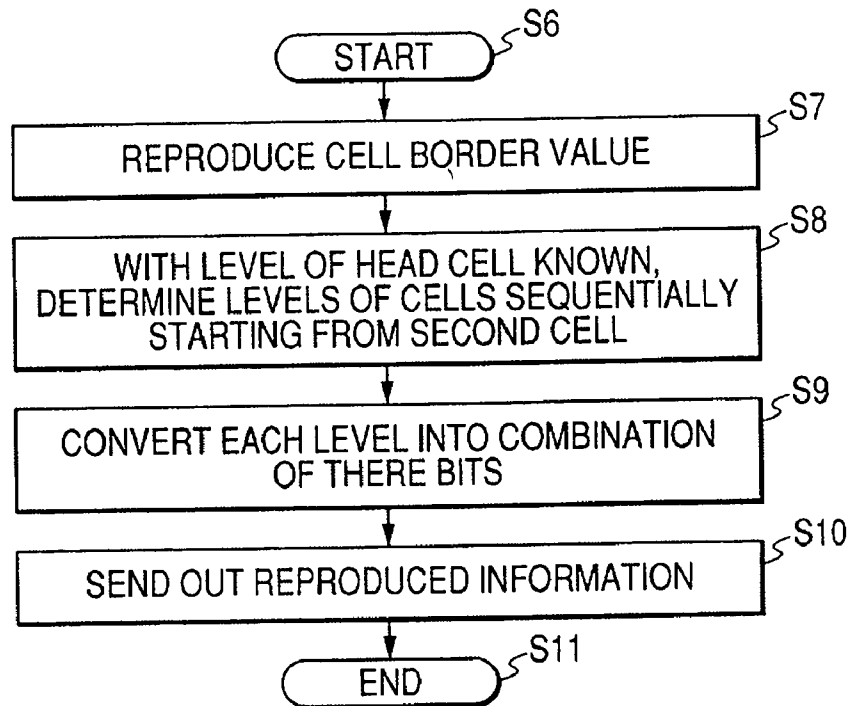 START
S6
S7
REPRODUCE CELL BORDER VALUE
S8
WITH LEVEL OF HEAD CELL KNOWN,
DETERMINE LEVELS OF CELLS SEQUENTIALLY
STARTING FROM SECOND CELL
S9
CONVERT EACH LEVEL INTO COMBINATION
OF THERE BITS
S10
SEND OUT REPRODUCED INFORMATION
S11
END